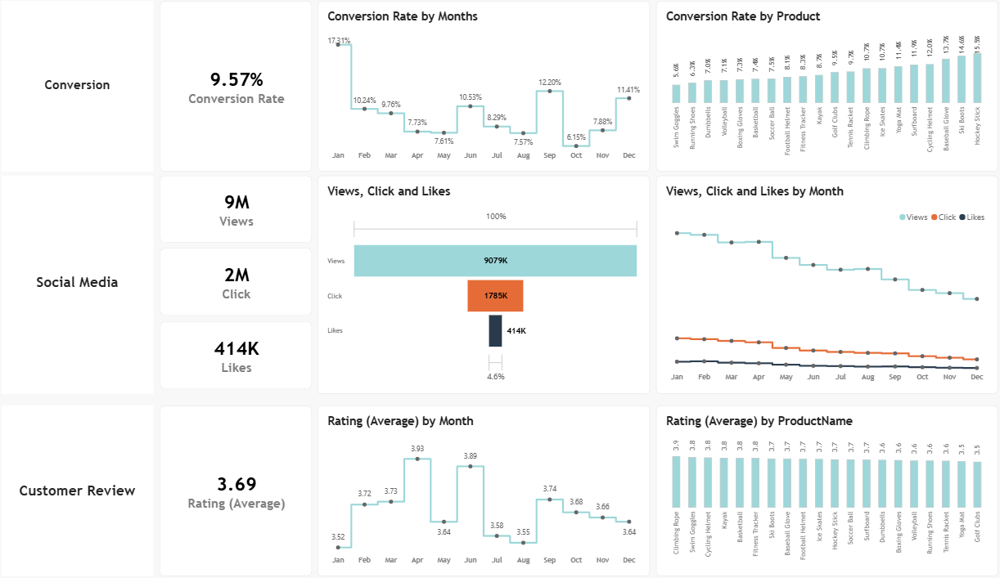 Conversion
9.57%
Conversion Rate
Conversion Rate by Months
17.31%
10.24%
9.76%
7.73%
7.61%
10.53%
8.29%
7.57%
12.20%
6.15%
7.88%
11.41%
Jan Feb Mar Apr May Jun Jul Aug Sep Oct Nov Dec
Conversion Rate by Product
5.6%
6.3%
7.0%
7.1%
7.3%
7.4%
7.5%
8.1%
8.3%
8.7%
9.5%
9.7%
10.7%
10.7%
11.4%
11.9%
12.0%
13.7%
14.6%
15.5%
Swim Goggles
Running Shoes
Dumbbells
Volleyball
Boxing Gloves
Basketball
Soccer Ball
Football Helmet
Fitness Tracker
Kayak
Golf Clubs
Tennis Racket
Climbing Rope
Ice Skates
Yoga Mat
Surfboard
Cycling Helmet
Baseball Glove
Ski Boots
Hockey Stick
Social Media
9M
Views
2M
Click
414K
Likes
Views, Click and Likes
100%
Views 9079K
Click 1785K
Likes 414K
4.6%
Views, Click and Likes by Month
Views Click Likes
Jan Feb Mar Apr May Jun Jul Aug Sep Oct Nov Dec
Customer Review
3.69
Rating (Average)
Rating (Average) by Month
3.52
3.72
3.73
3.93
3.64
3.89
3.58
3.55
3.74
3.68
3.66
3.64
Jan Feb Mar Apr May Jun Jul Aug Sep Oct Nov Dec
Rating (Average) by ProductName
3.9
3.8
3.8
3.8
3.8
3.8
3.7
3.7
3.7
3.7
3.7
3.7
3.7
3.6
3.6
3.6
3.6
3.6
3.5
3.5
Climbing Rope
Swim Goggles
Cycling Helmet
Kayak
Basketball
Fitness Tracker
Ski Boots
Baseball Glove
Football Helmet
Ice Skates
Hockey Stick
Soccer Ball
Surfboard
Dumbbells
Boxing Gloves
Volleyball
Running Shoes
Tennis Racket
Yoga Mat
Golf Clubs